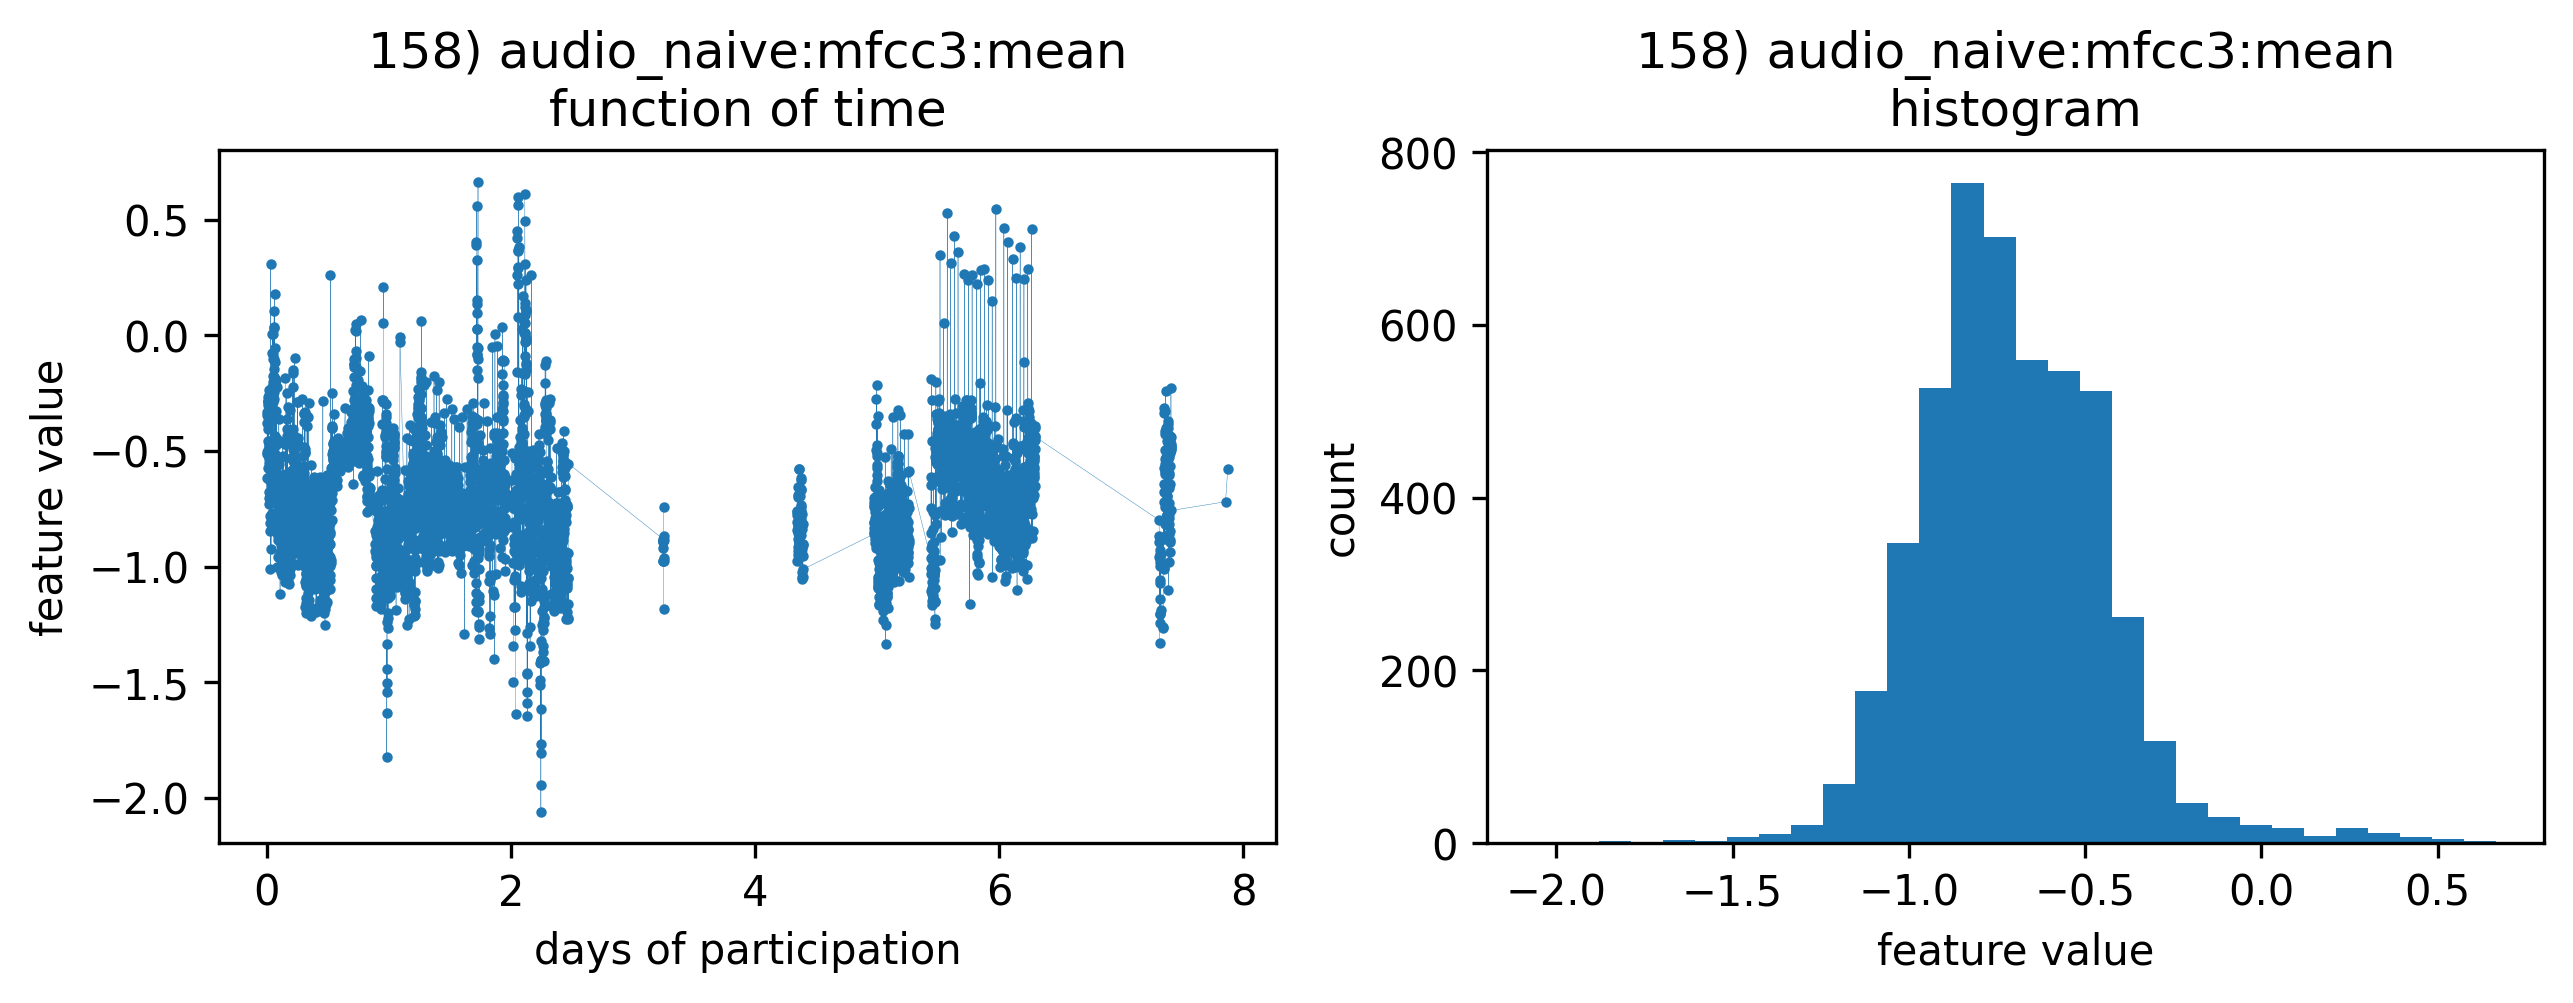 158) audio_naive:mfcc3:mean
function of time
0.5
0.0
−0.5
−1.0
−1.5
−2.0
feature value
0 2 4 6 8
days of participation
158) audio_naive:mfcc3:mean
histogram
800
600
400
200
0
count
−2.0 −1.5 −1.0 −0.5 0.0 0.5
feature value